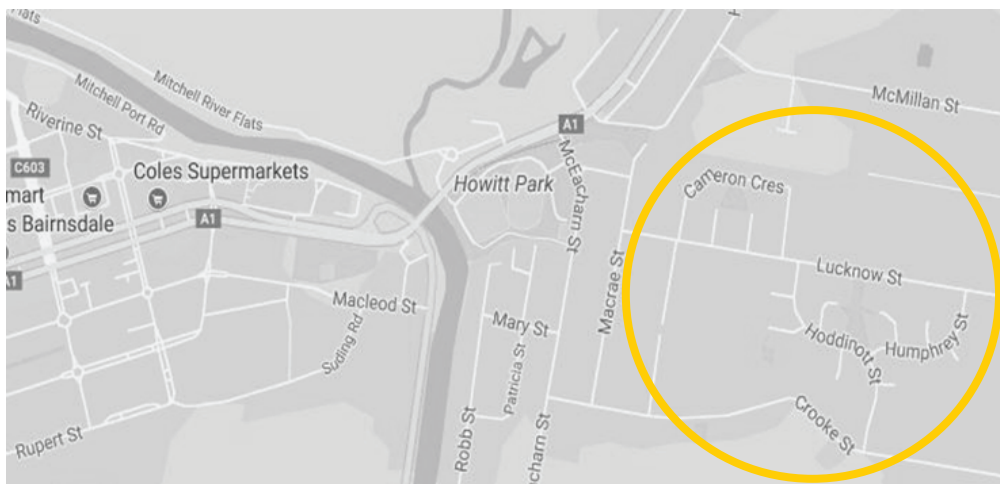 Flats
Mitchell River Flats
Mitchell Port Rd
Riverine St
C603
mart
s Bairnsdale
Coles Supermarkets
A1
A1
A1
Howitt Park
McEacharn St
McMillan St
Cameron Cres
Lucknow St
Macrae St
Macleod St
Suding Rd
Mary St
Patricia St
Hoddinott St
Humphrey St
Crooke St
Rupert St
Robb St
charn St